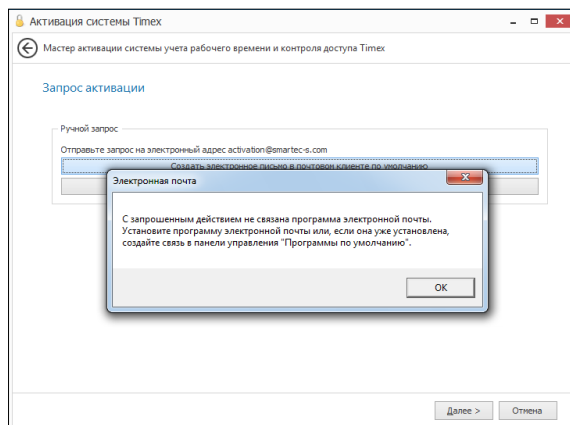 Активация системы Timex
Мастер активации системы учета рабочего времени и контроля доступа Timex
Запрос активации
Ручной запрос
Отправьте запрос на электронный адрес activation@smartec-s.com
Создать электронное письмо в почтовом клиенте по умолчанию
Электронная почта
С запрошенным действием не связана программа электронной почты.
Установите программу электронной почты или, если она уже установлена,
создайте связь в панели управления "Программы по умолчанию".
OK
Далее >
Отмена